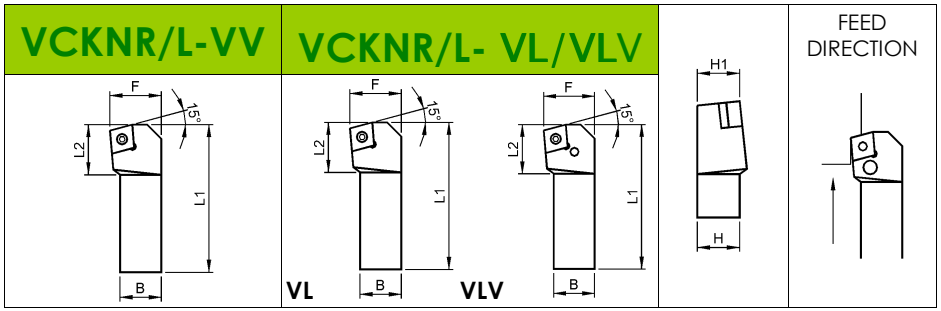 VCKNR/L-VV
VCKNR/L- VL/VLV
FEED
DIRECTION
F
15°
L2
L1
B
F
15°
L2
L1
B
VL
F
15°
L2
L1
B
VLV
H1
H